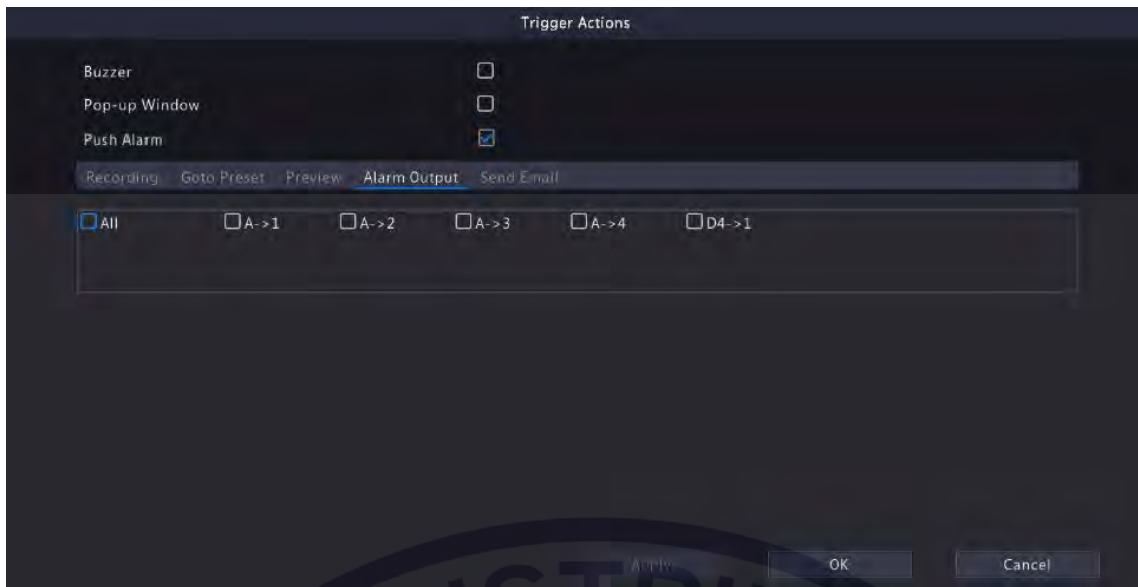 Trigger Actions
Buzzer
Pop-up Window
Push Alarm
Recording Goto Preset Preview Alarm Output Send Email
All A->1 A->2 A->3 A->4 D4->1
Apply OK Cancel